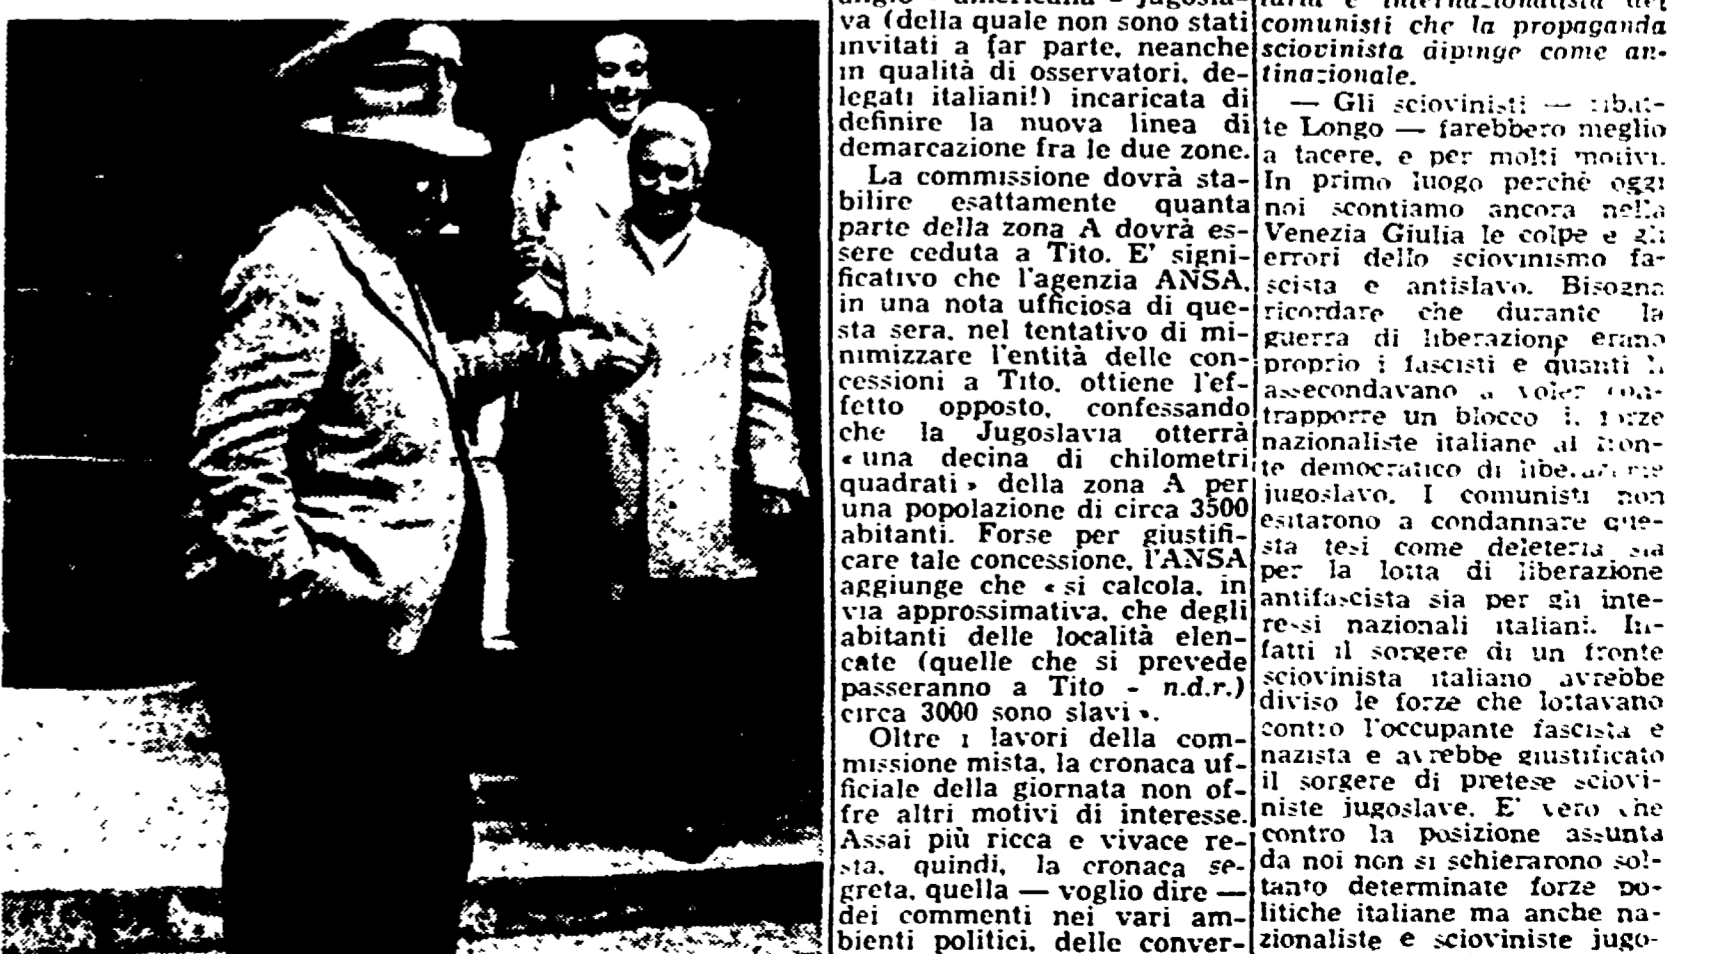 va (della quale non sono stati
invitati a far parte, neanche
in qualità di osservatori, de-
legati italiani!) incaricata di
definire la nuova linea di
demarcazione fra le due zone.
La commissione dovrà sta-
bilire esattamente quanta
parte della zona A dovrà es-
sere ceduta a Tito. E' signi-
ficativo che l'agenzia ANSA,
in una nota ufficiosa di que-
sta sera, nel tentativo di mi-
nimizzare l'entità delle con-
cessioni a Tito, ottiene l'ef-
fetto opposto, confessando
che la Jugoslavia otterrà
« una decina di chilometri
quadrati » della zona A per
una popolazione di circa 3500
abitanti. Forse per giustifi-
care tale concessione, l'ANSA
aggiunge che « si calcola, in
via approssimativa, che degli
abitanti delle località elen-
cate (quelle che si prevede
passeranno a Tito - n.d.r.)
circa 3000 sono slavi ».
Oltre i lavori della com-
missione mista, la cronaca uf-
ficiale della giornata non of-
fre altri motivi di interesse.
Assai più ricca e vivace re-
sta, quindi, la cronaca se-
greta, quella — voglio dire —
dei commenti nei vari am-
bienti politici, delle conver-
comunisti che la propaganda
sciovinista dipinge come an-
tinazionale.
— Gli sciovinisti — ribat-
te Longo — farebbero meglio
a tacere, e per molti motivi.
In primo luogo perchè oggi
noi scontiamo ancora nella
Venezia Giulia le colpe e gli
errori dello sciovinismo fa-
scista e antislavo. Bisogna
ricordare che durante la
guerra di liberazione erano
proprio i fascisti e quanti li
assecondavano a voler con-
trapporre un blocco di forze
nazionaliste italiane al fron-
te democratico di liberazione
jugoslavo. I comunisti non
esitarono a condannare que-
sta tesi come deleteria sia
per la lotta di liberazione
antifascista sia per gli inte-
ressi nazionali italiani. In-
fatti il sorgere di un fronte
sciovinista italiano avrebbe
diviso le forze che lottavano
contro l'occupante fascista e
nazista e avrebbe giustificato
il sorgere di pretese sciovi-
niste jugoslave. E' vero che
contro la posizione assunta
da noi non si schierarono sol-
tanto determinate forze po-
litiche italiane ma anche na-
zionaliste e scioviniste jugo-